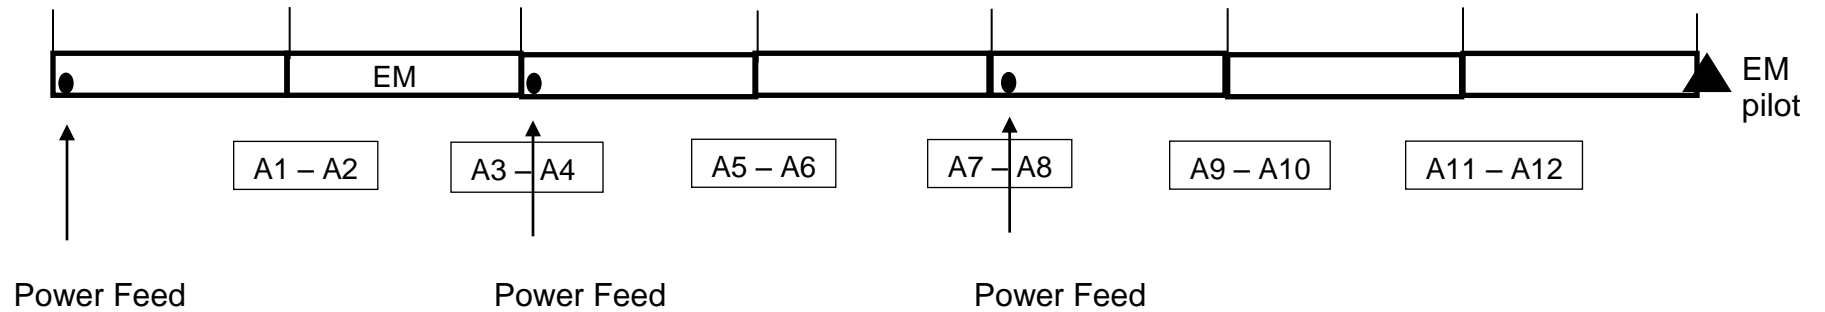 EM
EM
pilot
A1 – A2
A3 – A4
A5 – A6
A7 – A8
A9 – A10
A11 – A12
Power Feed
Power Feed
Power Feed